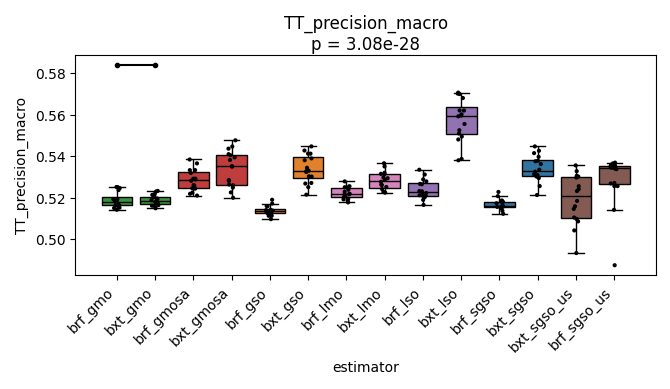 TT_precision_macro
p = 3.08e-28
TT_precision_macro
0.58
0.56
0.54
0.52
0.50
brf_gmo
bxt_gmo
brf_gmosa
bxt_gmosa
brf_gso
bxt_gso
brf_lmo
bxt_lmo
brf_lso
bxt_lso
brf_sgso
bxt_sgso
bxt_sgso_us
brf_sgso_us
estimator